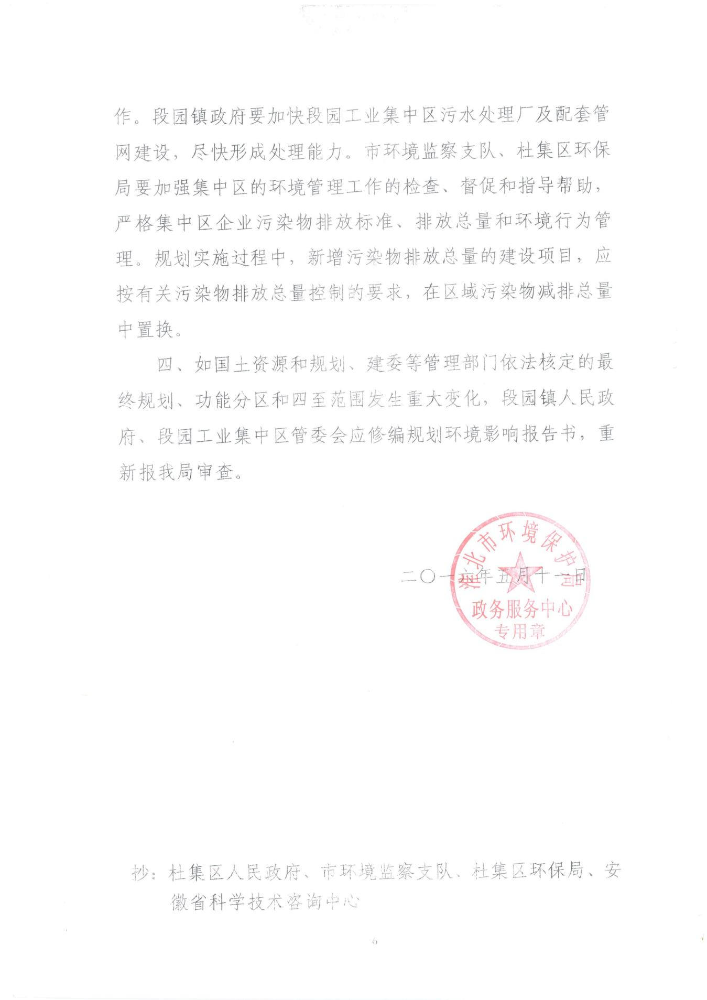 作。段园镇政府要加快段园工业集中区污水处理厂及配套管
网建设，尽快形成处理能力。市环境监察支队、杜集区环保
局要加强集中区的环境管理工作的检查、督促和指导帮助，
严格集中区企业污染物排放标准、排放总量和环境行为管
理。规划实施过程中，新增污染物排放总量的建设项目，应
按有关污染物排放总量控制的要求，在区域污染物减排总量
中置换。
四、如国土资源和规划、建委等管理部门依法核定的最
终规划、功能分区和四至范围发生重大变化，段园镇人民政
府、段园工业集中区管委会应修编规划环境影响报告书，重
新报我局审查。
淮北市环境保护局
二〇一六年五月十一日
政务服务中心
专用章
抄：杜集区人民政府、市环境监察支队、杜集区环保局、安
徽省科学技术咨询中心
6